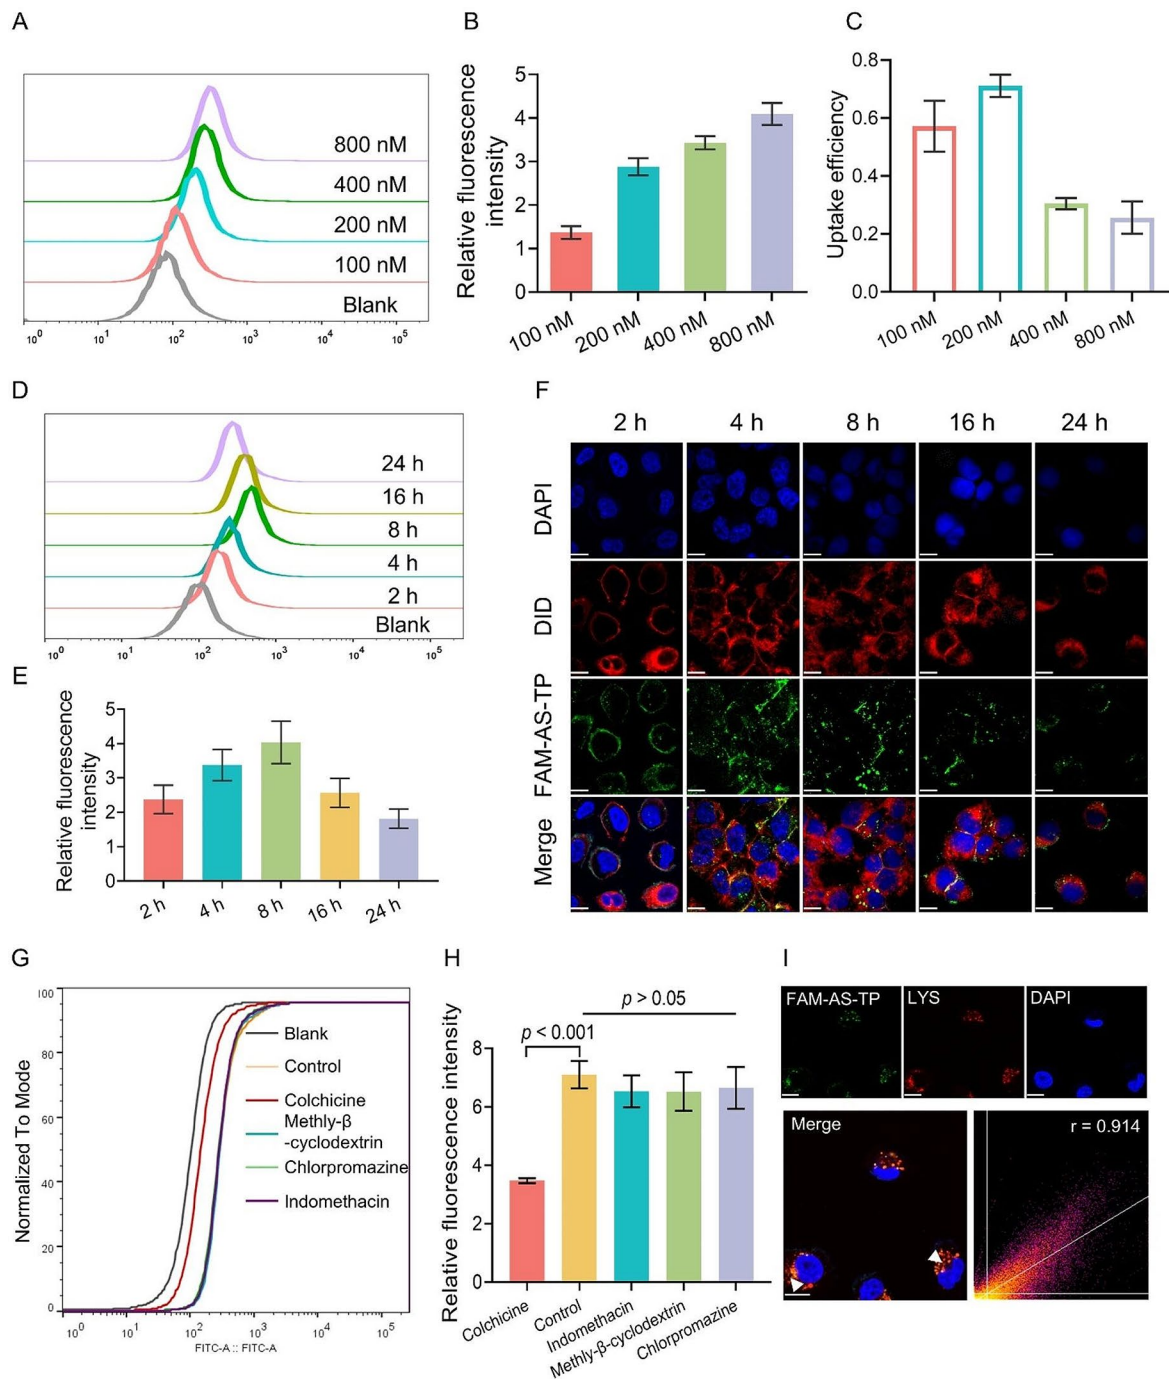 A
800 nM
400 nM
200 nM
100 nM
Blank
10⁰ 10¹ 10² 10³ 10⁴ 10⁵
B
Relative fluorescence
intensity
5
4
3
2
1
0
100 nM 200 nM 400 nM 800 nM
C
Uptake efficiency
0.8
0.6
0.4
0.2
0.0
100 nM 200 nM 400 nM 800 nM
D
24 h
16 h
8 h
4 h
2 h
Blank
10⁰ 10¹ 10² 10³ 10⁴ 10⁵
E
Relative fluorescence
intensity
5
4
3
2
1
0
2 h 4 h 8 h 16 h 24 h
F
2 h 4 h 8 h 16 h 24 h
DAPI
DID
FAM-AS-TP
Merge
G
Normalized To Mode
100
80
60
40
20
0
Blank
Control
Colchicine
Methly-β
-cyclodextrin
Chlorpromazine
Indomethacin
10⁰ 10¹ 10² 10³ 10⁴ 10⁵
FITC-A :: FITC-A
H
Relative fluorescence intensity
p > 0.05
p < 0.001
8
6
4
2
0
Colchicine Control Indomethacin Methly-β-cyclodextrin Chlorpromazine
I
FAM-AS-TP LYS DAPI
Merge
r = 0.914